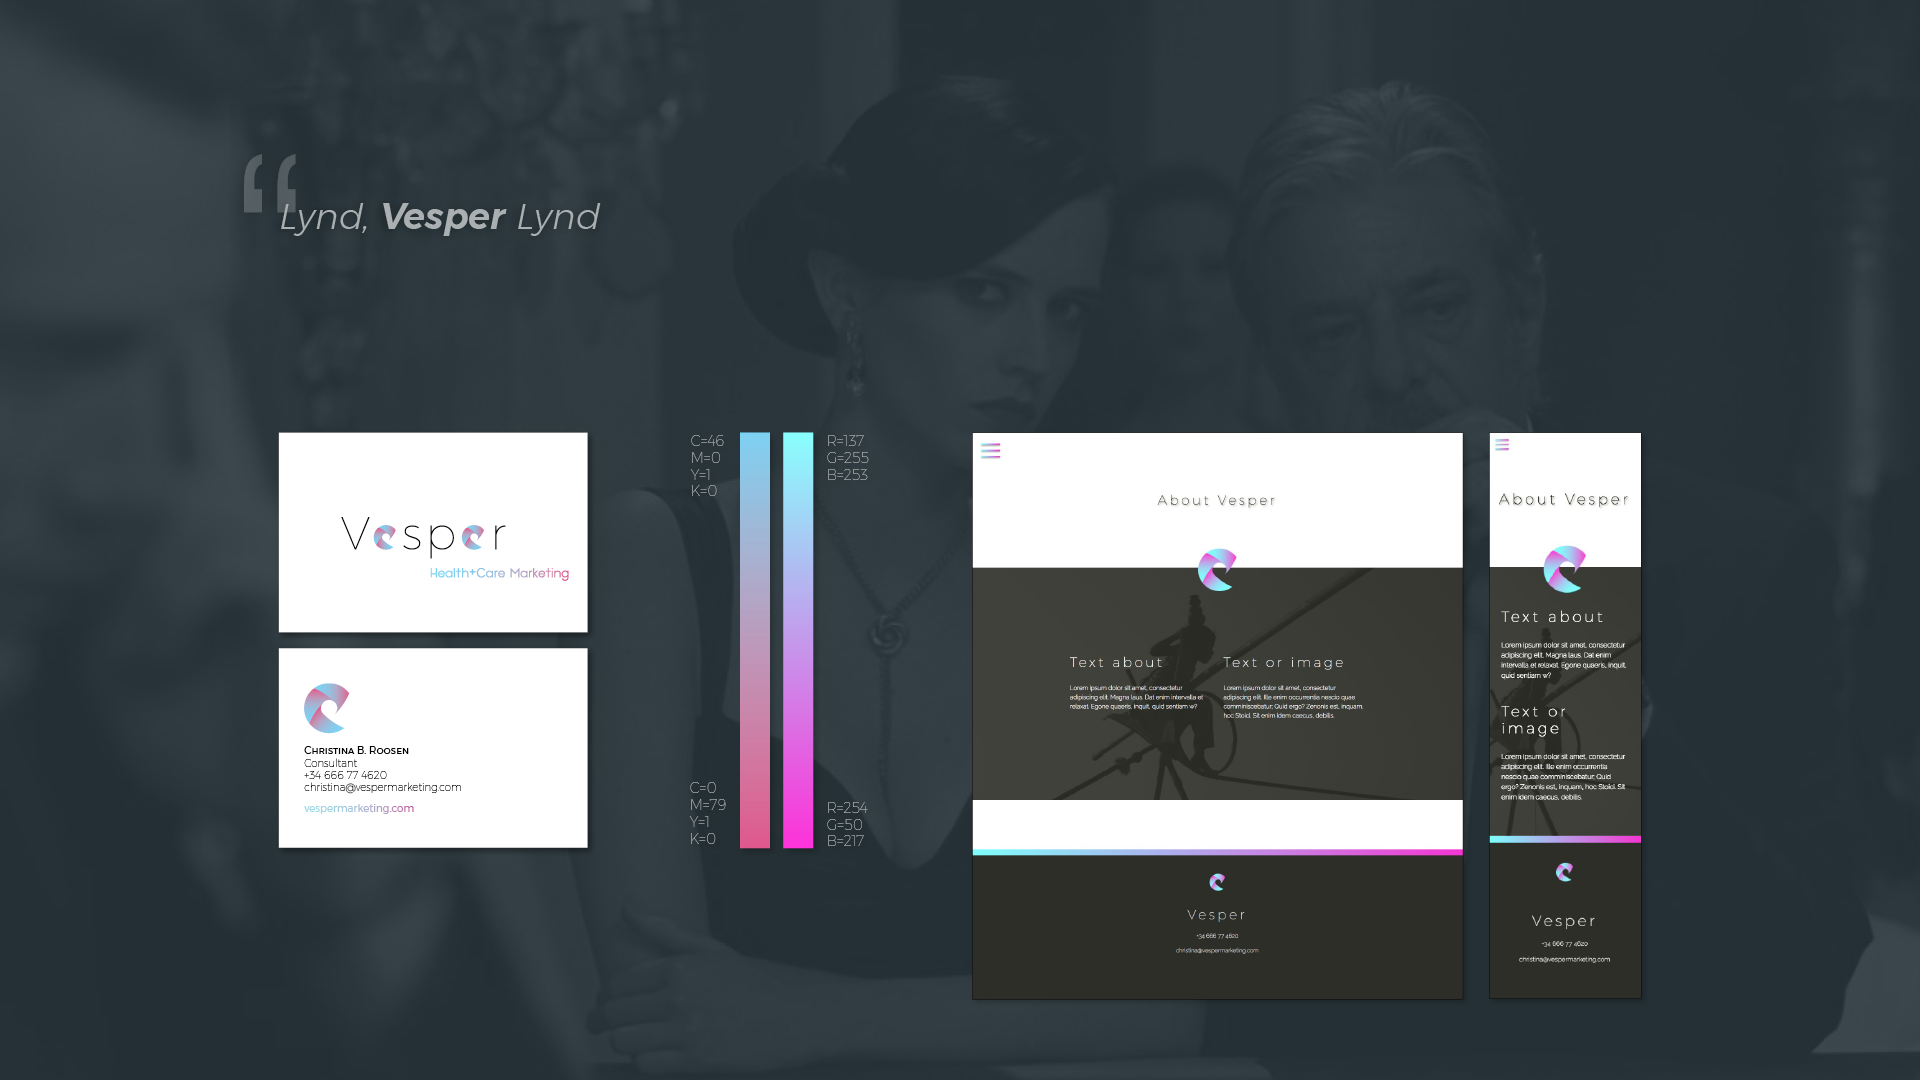 “
Lynd, Vesper Lynd
Vesper
Health+Care Marketing
Christina B. Roosen
Consultant
+34 666 77 4620
christina@vespermarketing.com
vespermarketing.com
C=46
M=0
Y=1
K=0
C=0
M=79
Y=1
K=0
R=137
G=255
B=253
R=254
G=50
B=217
About Vesper
Text about
Lorem ipsum dolor sit amet, consectetur
adipiscing elit. Magna laus. Dat enim intervalla et
relaxat. Egone quaeris, inquit, quid sentiam w?
Text or image
Lorem ipsum dolor sit amet, consectetur
adipiscing elit. Ille enim occurrentia nescio quae
comminiscebatur; Quid ergo? Zenonis est, inquam,
hoc Stoici. Sit enim idem caecus, debilis.
Vesper
+34 666 77 4620
christina@vespermarketing.com
About Vesper
Text about
Lorem ipsum dolor sit amet, consectetur
adipiscing elit. Magna laus. Dat enim
intervalla et relaxat. Egone quaeris, inquit,
quid sentiam w?
Text or
image
Lorem ipsum dolor sit amet, consectetur
adipiscing elit. Ille enim occurrentia
nescio quae comminiscebatur; Quid
ergo? Zenonis est, inquam, hoc Stoici. Sit
enim idem caecus, debilis.
Vesper
+34 666 77 4620
christina@vespermarketing.com